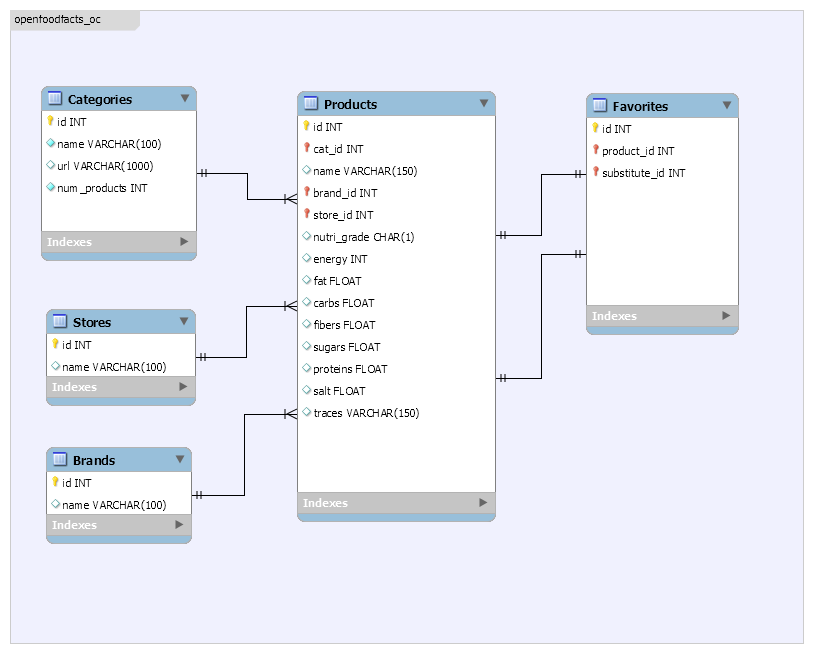 openfoodfacts_oc
Categories
id INT
name VARCHAR(100)
url VARCHAR(1000)
num_products INT
Indexes
Stores
id INT
name VARCHAR(100)
Indexes
Brands
id INT
name VARCHAR(100)
Indexes
Products
id INT
cat_id INT
name VARCHAR(150)
brand_id INT
store_id INT
nutri_grade CHAR(1)
energy INT
fat FLOAT
carbs FLOAT
fibers FLOAT
sugars FLOAT
proteins FLOAT
salt FLOAT
traces VARCHAR(150)
Indexes
Favorites
id INT
product_id INT
substitute_id INT
Indexes